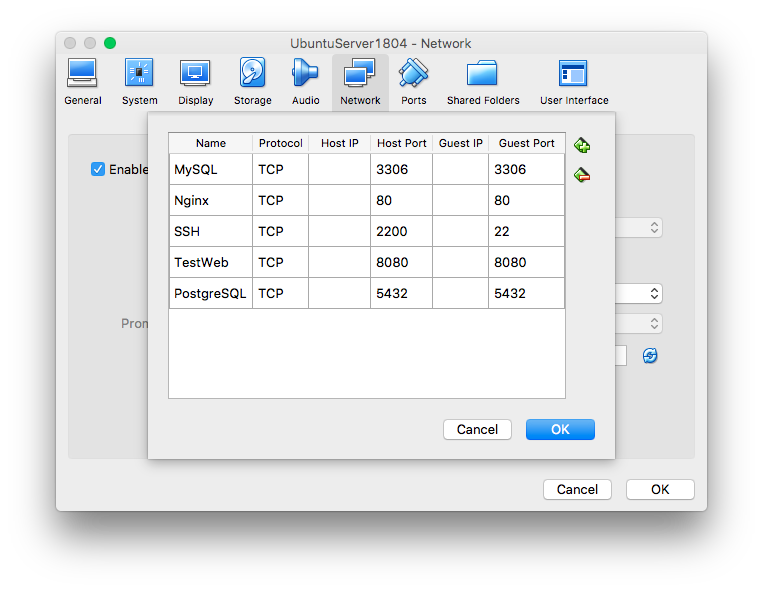 UbuntuServer1804 - Network
General System Display Storage Audio Network Ports Shared Folders User Interface
Name Protocol Host IP Host Port Guest IP Guest Port
Enable MySQL TCP 3306 3306
Nginx TCP 80 80
SSH TCP 2200 22
TestWeb TCP 8080 8080
PostgreSQL TCP 5432 5432
Prom
Cancel OK
Cancel OK